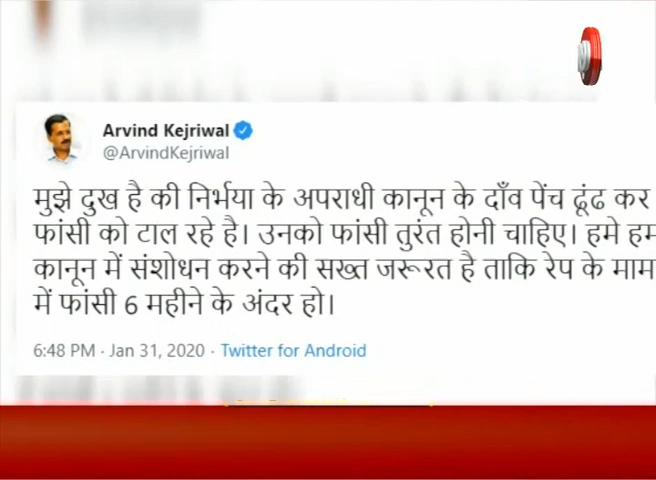 Arvind Kejriwal
@ArvindKejriwal
मुझे दुख है की निर्भया के अपराधी कानून के दाँव पेंच ढूंढ कर
फांसी को टाल रहे है। उनको फांसी तुरंत होनी चाहिए। हमे
कानून में संशोधन करने की सख्त जरूरत है ताकि रेप के
में फांसी 6 महीने के अंदर हो।
6:48 PM · Jan 31, 2020 · Twitter for Android